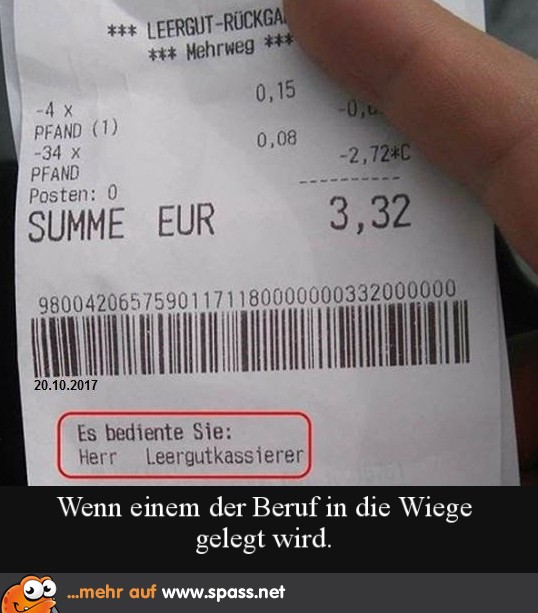 *** LEERGUT-RÜCKGA
*** Mehrweg ***
-4 x 0,15
PFAND (1)
-34 x 0,08 -2,72*C
PFAND
Posten: 0
SUMME EUR 3,32
9800420657590117118000000000332000000
20.10.2017
Es bediente Sie:
Herr Leergutkassierer
Wenn einem der Beruf in die Wiege
gelegt wird.
...mehr auf www.spass.net